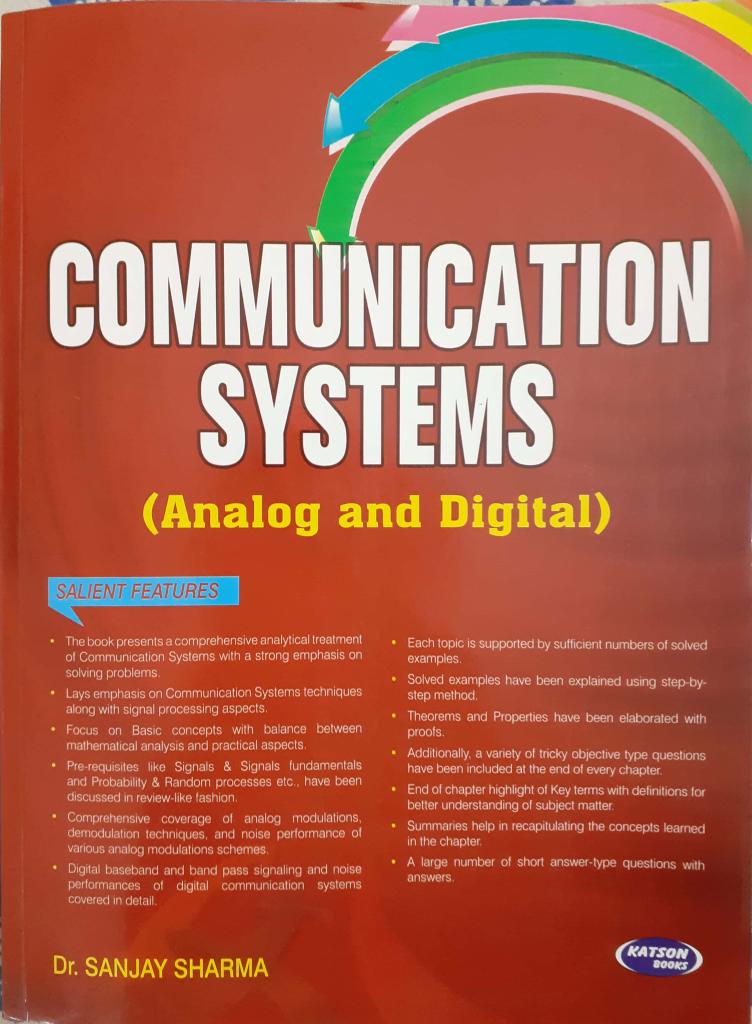 COMMUNICATION
SYSTEMS
(Analog and Digital)
SALIENT FEATURES
• The book presents a comprehensive analytical treatment
of Communication Systems with a strong emphasis on
solving problems.
• Lays emphasis on Communication Systems techniques
along with signal processing aspects.
• Focus on Basic concepts with balance between
mathematical analysis and practical aspects.
• Pre-requisites like Signals & Signals fundamentals
and Probability & Random processes etc., have been
discussed in review-like fashion.
• Comprehensive coverage of analog modulations,
demodulation techniques, and noise performance of
various analog modulations schemes.
• Digital baseband and band pass signaling and noise
performances of digital communication systems
covered in detail.
• Each topic is supported by sufficient numbers of solved
examples.
• Solved examples have been explained using step-by-
step method.
• Theorems and Properties have been elaborated with
proofs.
• Additionally, a variety of tricky objective type questions
have been included at the end of every chapter.
• End of chapter highlight of Key terms with definitions for
better understanding of subject matter.
• Summaries help in recapitulating the concepts learned
in the chapter.
• A large number of short answer-type questions with
answers.
Dr. SANJAY SHARMA
KATSON
BOOKS